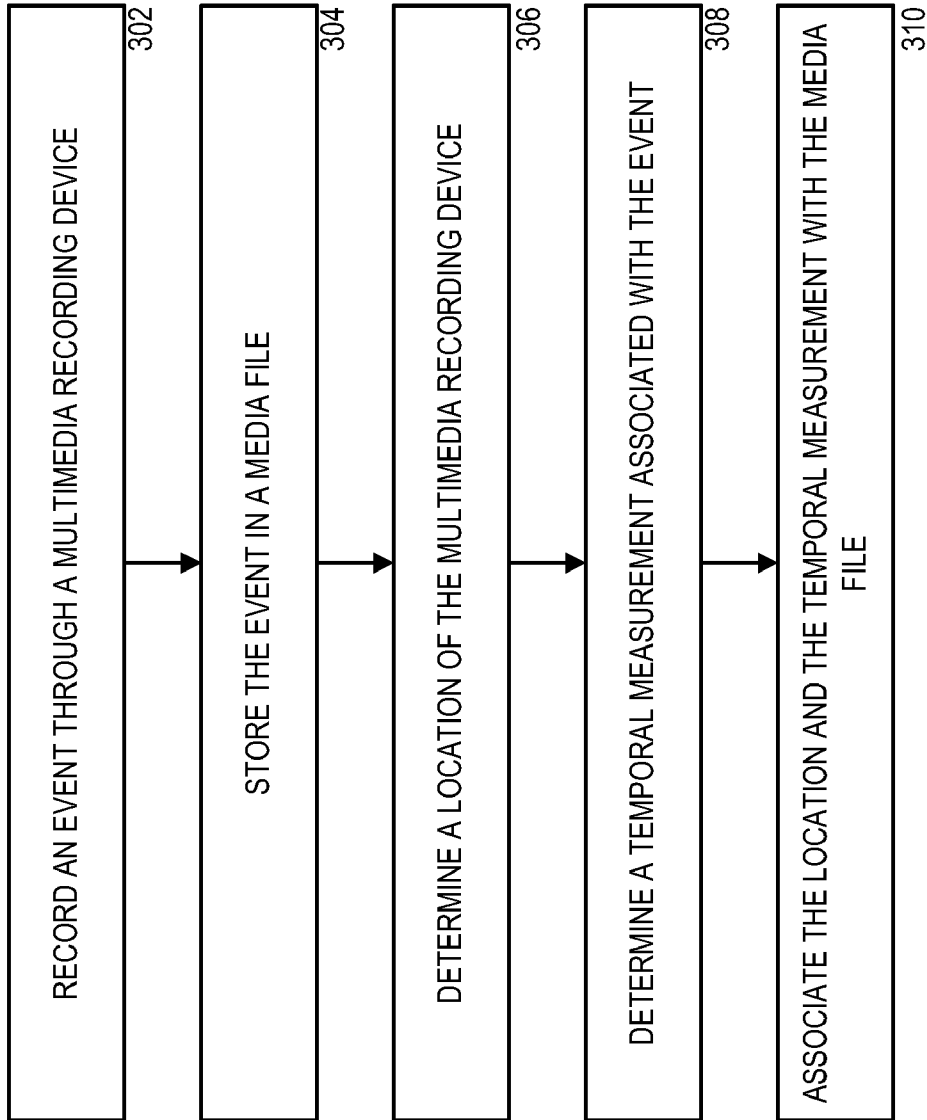 RECORD AN EVENT THROUGH A MULTIMEDIA RECORDING DEVICE
302
STORE THE EVENT IN A MEDIA FILE
304
DETERMINE A LOCATION OF THE MULTIMEDIA RECORDING DEVICE
306
DETERMINE A TEMPORAL MEASUREMENT ASSOCIATED WITH THE EVENT
308
ASSOCIATE THE LOCATION AND THE TEMPORAL MEASUREMENT WITH THE MEDIA
FILE
310